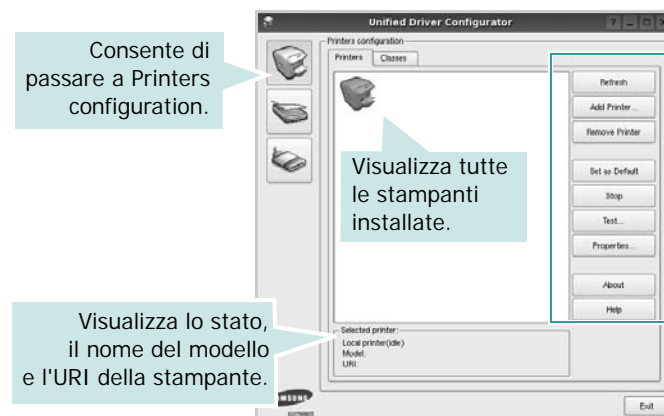 Unified Driver Configurator
Consente di
passare a Printers
configuration.
Printers configuration
Printers
Classes
Visualizza tutte
le stampanti
installate.
Refresh
Add Printer...
Remove Printer
Set as Default
Stop
Test...
Properties...
About
Help
Visualizza lo stato,
il nome del modello
e l'URI della stampante.
Selected printer:
Local printer(idle)
Model:
URI:
ELECTRONICS
Exit